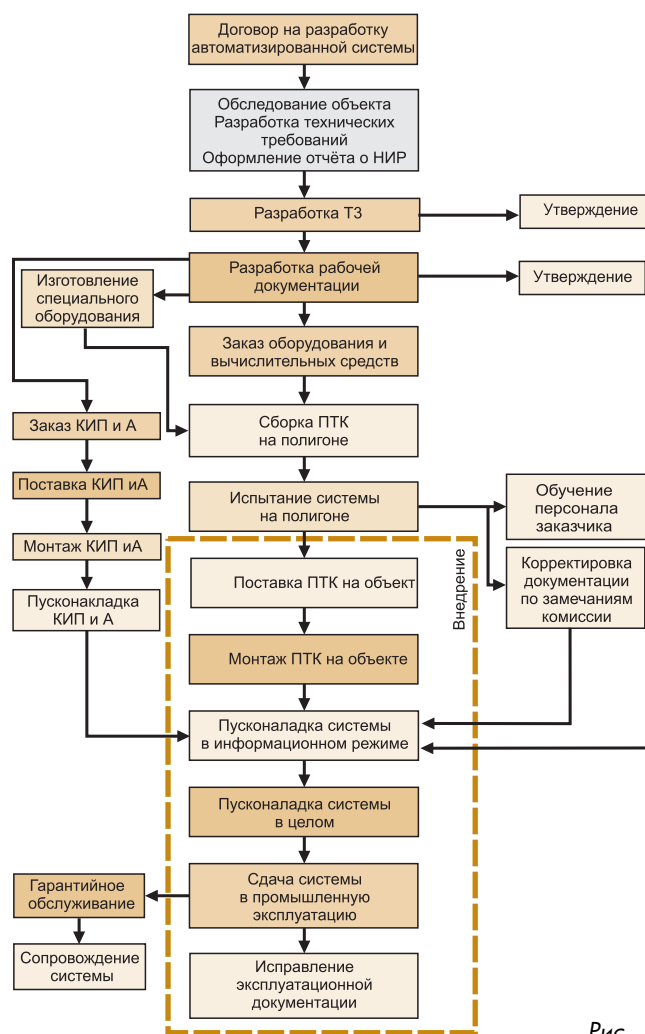 Договор на разработку
автоматизированной системы
Обследование объекта
Разработка технических
требований
Оформление отчёта о НИР
Разработка ТЗ
Утверждение
Разработка рабочей
документации
Утверждение
Изготовление
специального
оборудования
Заказ оборудования и
вычислительных средств
Заказ КИП и А
Сборка ПТК
на полигоне
Поставка КИП иА
Испытание системы
на полигоне
Обучение
персонала
заказчика
Монтаж КИП иА
Поставка ПТК на объект
Внедрение
Корректировка
документации
по замечаниям
комиссии
Пусконакладка
КИП и А
Монтаж ПТК на объекте
Пусконаладка системы
в информационном режиме
Пусконаладка системы
в целом
Гарантийное
обслуживание
Сдача системы
в промышленную
эксплуатацию
Сопровождение
системы
Исправление
эксплуатационной
документации
Рис